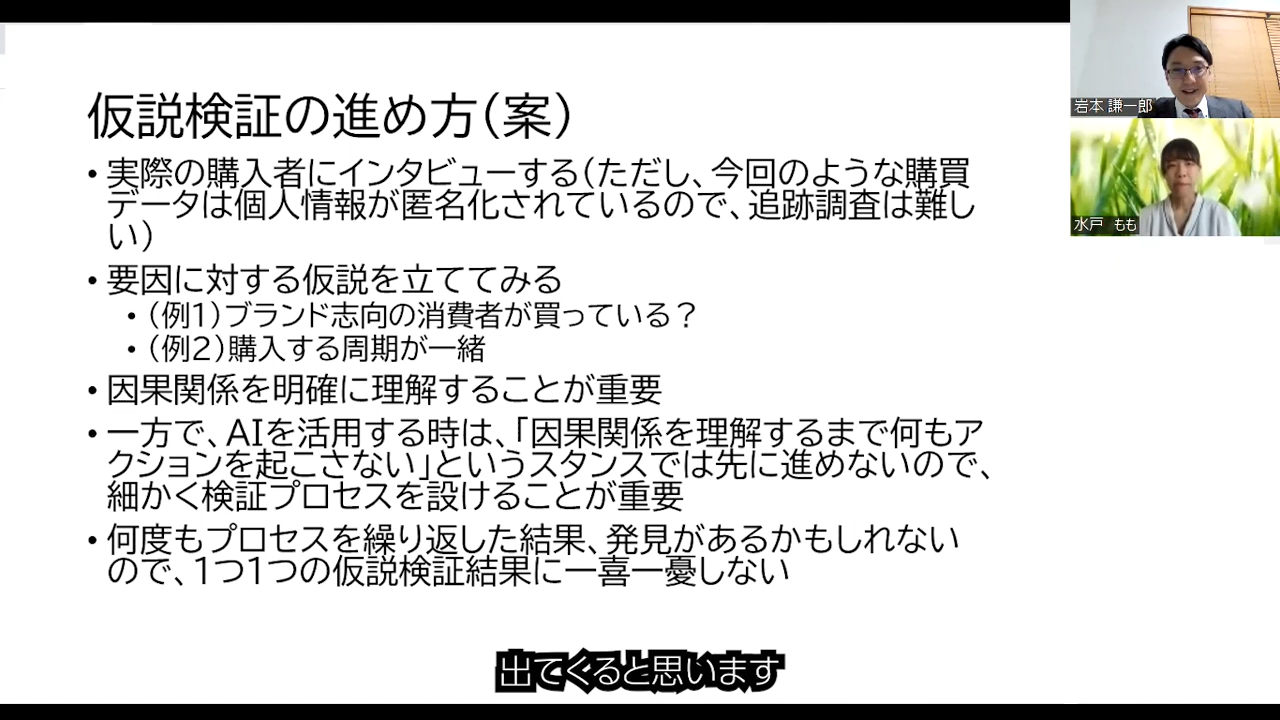 仮説検証の進め方(案)
• 実際の購入者にインタビューする(ただし、今回のような購買
データは個人情報が匿名化されているので、追跡調査は難し
い)
• 要因に対する仮説を立ててみる
• (例1)ブランド志向の消費者が買っている?
• (例2)購入する周期が一緒
• 因果関係を明確に理解することが重要
• 一方で、AIを活用する時は、「因果関係を理解するまで何もア
クションを起こさない」というスタンスでは先に進めないので、
細かく検証プロセスを設けることが重要
• 何度もプロセスを繰り返した結果、発見があるかもしれない
ので、1つ1つの仮説検証結果に一喜一憂しない
岩本 謙一郎
水戸 もも
出てくると思います